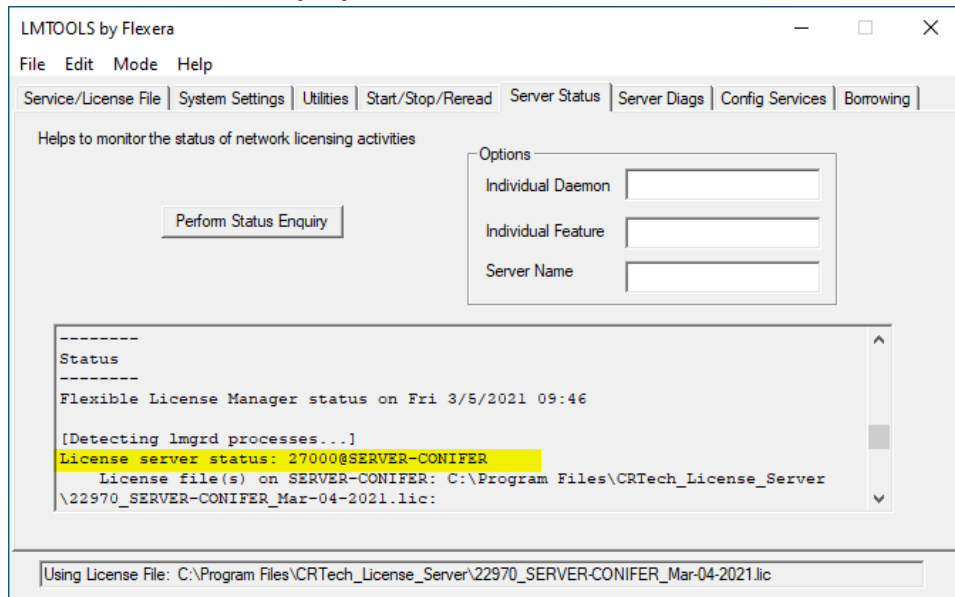 LMTOOLS by Flexera
File Edit Mode Help
Service/License File System Settings Utilities Start/Stop/Reread Server Status Server Diags Config Services Borrowing
Helps to monitor the status of network licensing activities
Options
Individual Daemon
Perform Status Enquiry
Individual Feature
Server Name
--------
Status
--------
Flexible License Manager status on Fri 3/5/2021 09:46
[Detecting lmgrd processes...]
License server status: 27000@SERVER-CONIFER
License file(s) on SERVER-CONIFER: C:\Program Files\CRTech_License_Server
\22970_SERVER-CONIFER_Mar-04-2021.lic:
Using License File: C:\Program Files\CRTech_License_Server\22970_SERVER-CONIFER_Mar-04-2021.lic